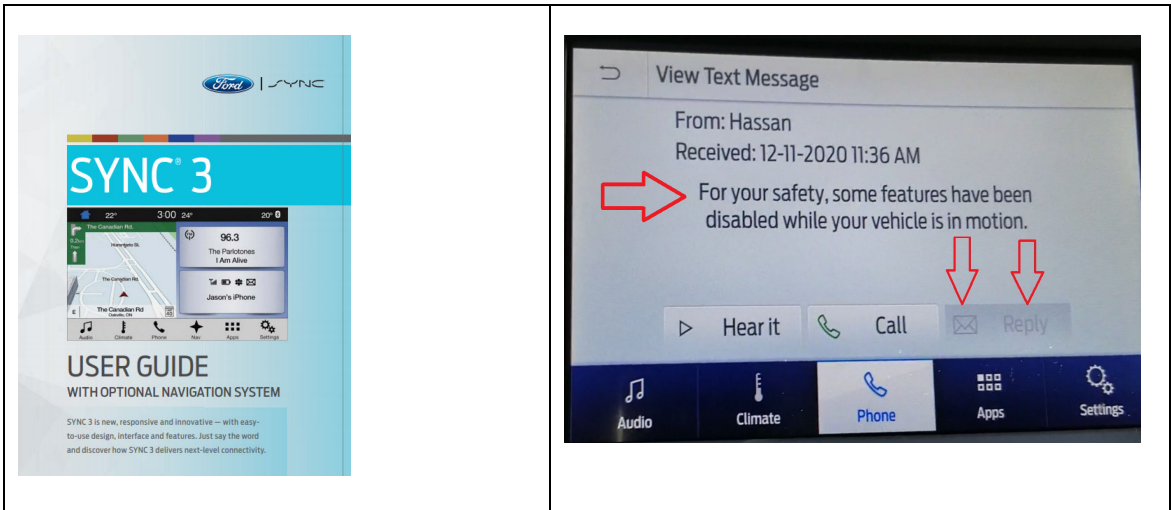 Ford | SYNC
SYNC® 3
22° 3:00 24° 20°
The Canadian Rd.
96.3
The Parlotones
I Am Alive
The Canadian Rd.
Jason's iPhone
E
The Canadian Rd
Oakville, ON
Audio Climate Phone Nav Apps Settings
USER GUIDE
WITH OPTIONAL NAVIGATION SYSTEM
SYNC 3 is new, responsive and innovative — with easy-
to-use design, interface and features. Just say the word
and discover how SYNC 3 delivers next-level connectivity.
View Text Message
From: Hassan
Received: 12-11-2020 11:36 AM
For your safety, some features have been
disabled while your vehicle is in motion.
Hear it Call Reply
Audio Climate Phone Apps Settings